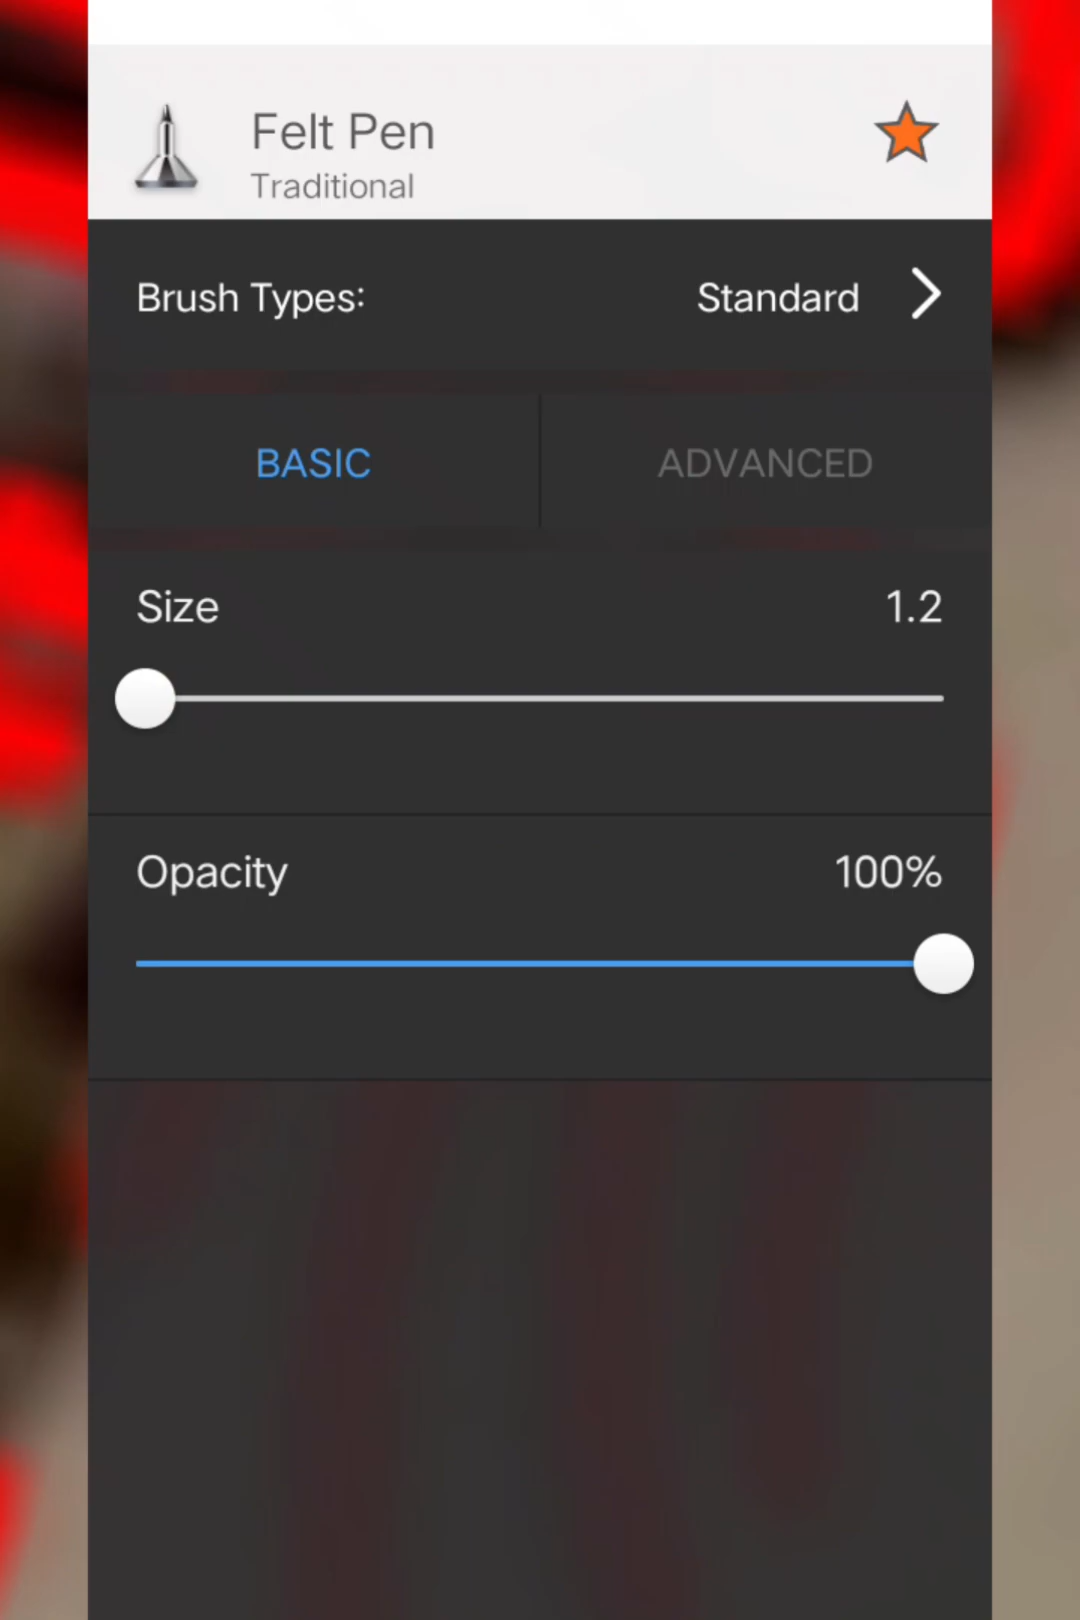 Felt Pen
Traditional
Brush Types: Standard
BASIC ADVANCED
Size 1.2
Opacity 100%